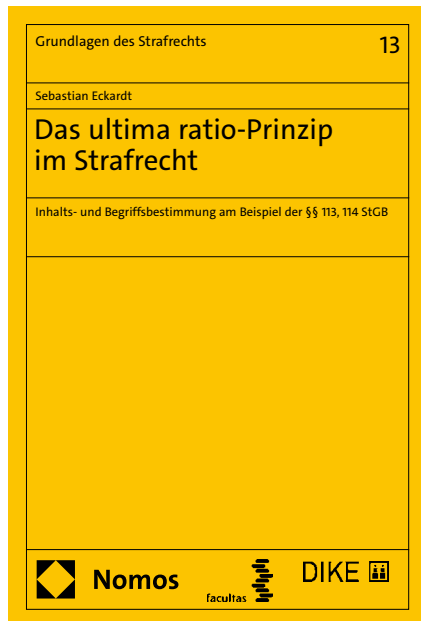 Grundlagen des Strafrechts
13
Sebastian Eckardt
Das ultima ratio-Prinzip
im Strafrecht
Inhalts- und Begriffsbestimmung am Beispiel der §§ 113, 114 StGB
Nomos
facultas
DIKE